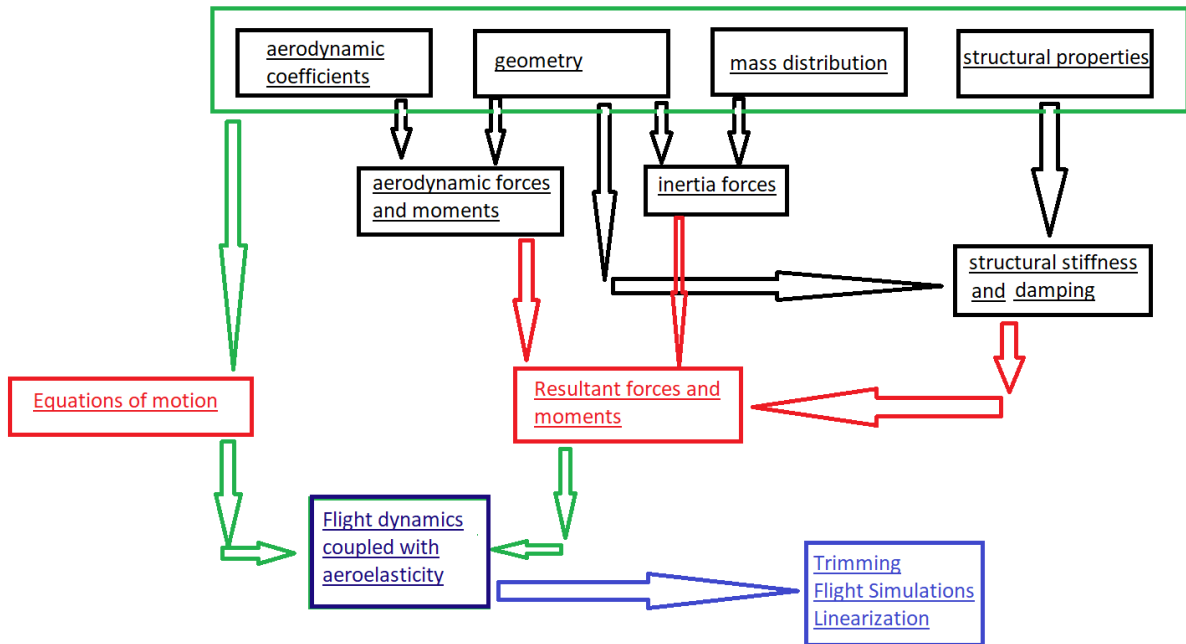 aerodynamic
coefficients
geometry
mass distribution
structural properties
aerodynamic forces
and moments
inertia forces
structural stiffness
and damping
Equations of motion
Resultant forces and
moments
Flight dynamics
coupled with
aeroelasticity
Trimming
Flight Simulations
Linearization